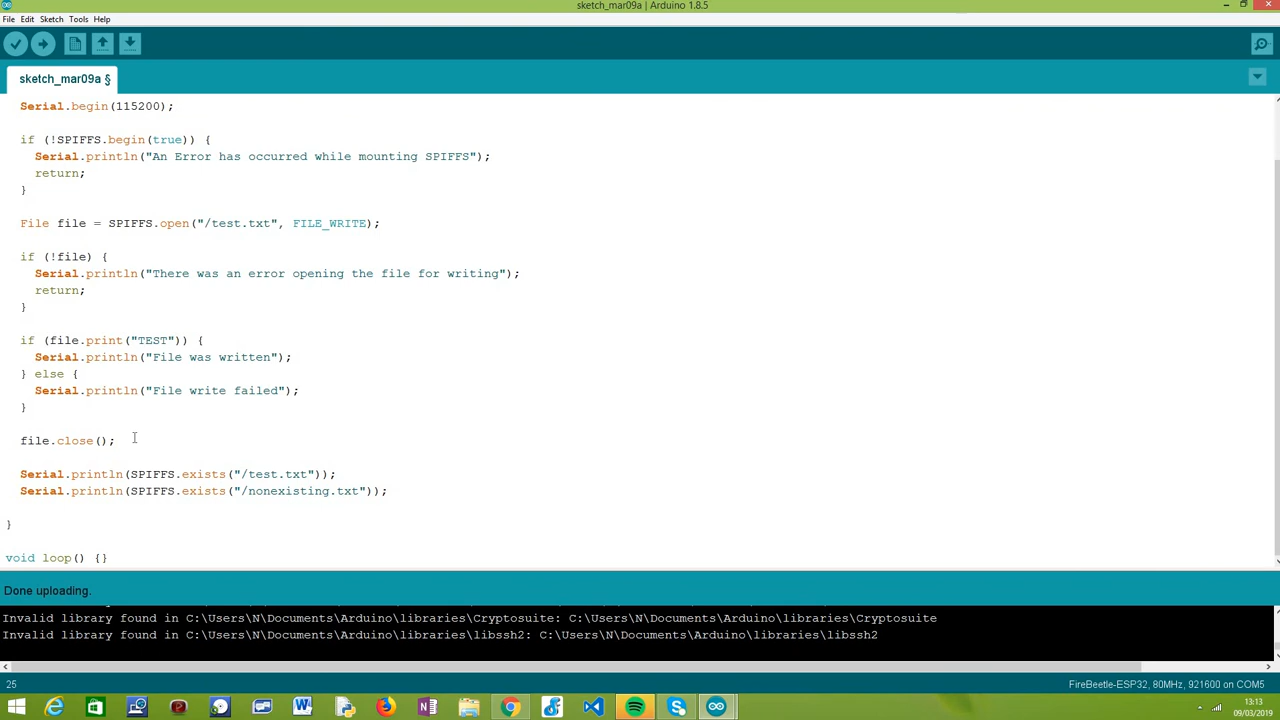 sketch_mar09a | Arduino 1.8.5
File Edit Sketch Tools Help
sketch_mar09a §
Serial.begin(115200);
if (!SPIFFS.begin(true)) {
Serial.println("An Error has occurred while mounting SPIFFS");
return;
}
File file = SPIFFS.open("/test.txt", FILE_WRITE);
if (!file) {
Serial.println("There was an error opening the file for writing");
return;
}
if (file.print("TEST")) {
Serial.println("File was written");
} else {
Serial.println("File write failed");
}
file.close();
Serial.println(SPIFFS.exists("/test.txt"));
Serial.println(SPIFFS.exists("/nonexisting.txt"));
}
void loop() {}
Done uploading.
Invalid library found in C:\Users\N\Documents\Arduino\libraries\Cryptosuite: C:\Users\N\Documents\Arduino\libraries\Cryptosuite
Invalid library found in C:\Users\N\Documents\Arduino\libraries\libssh2: C:\Users\N\Documents\Arduino\libraries\libssh2
25
FireBeetle-ESP32, 80MHz, 921600 on COM5
13:13
09/03/2019